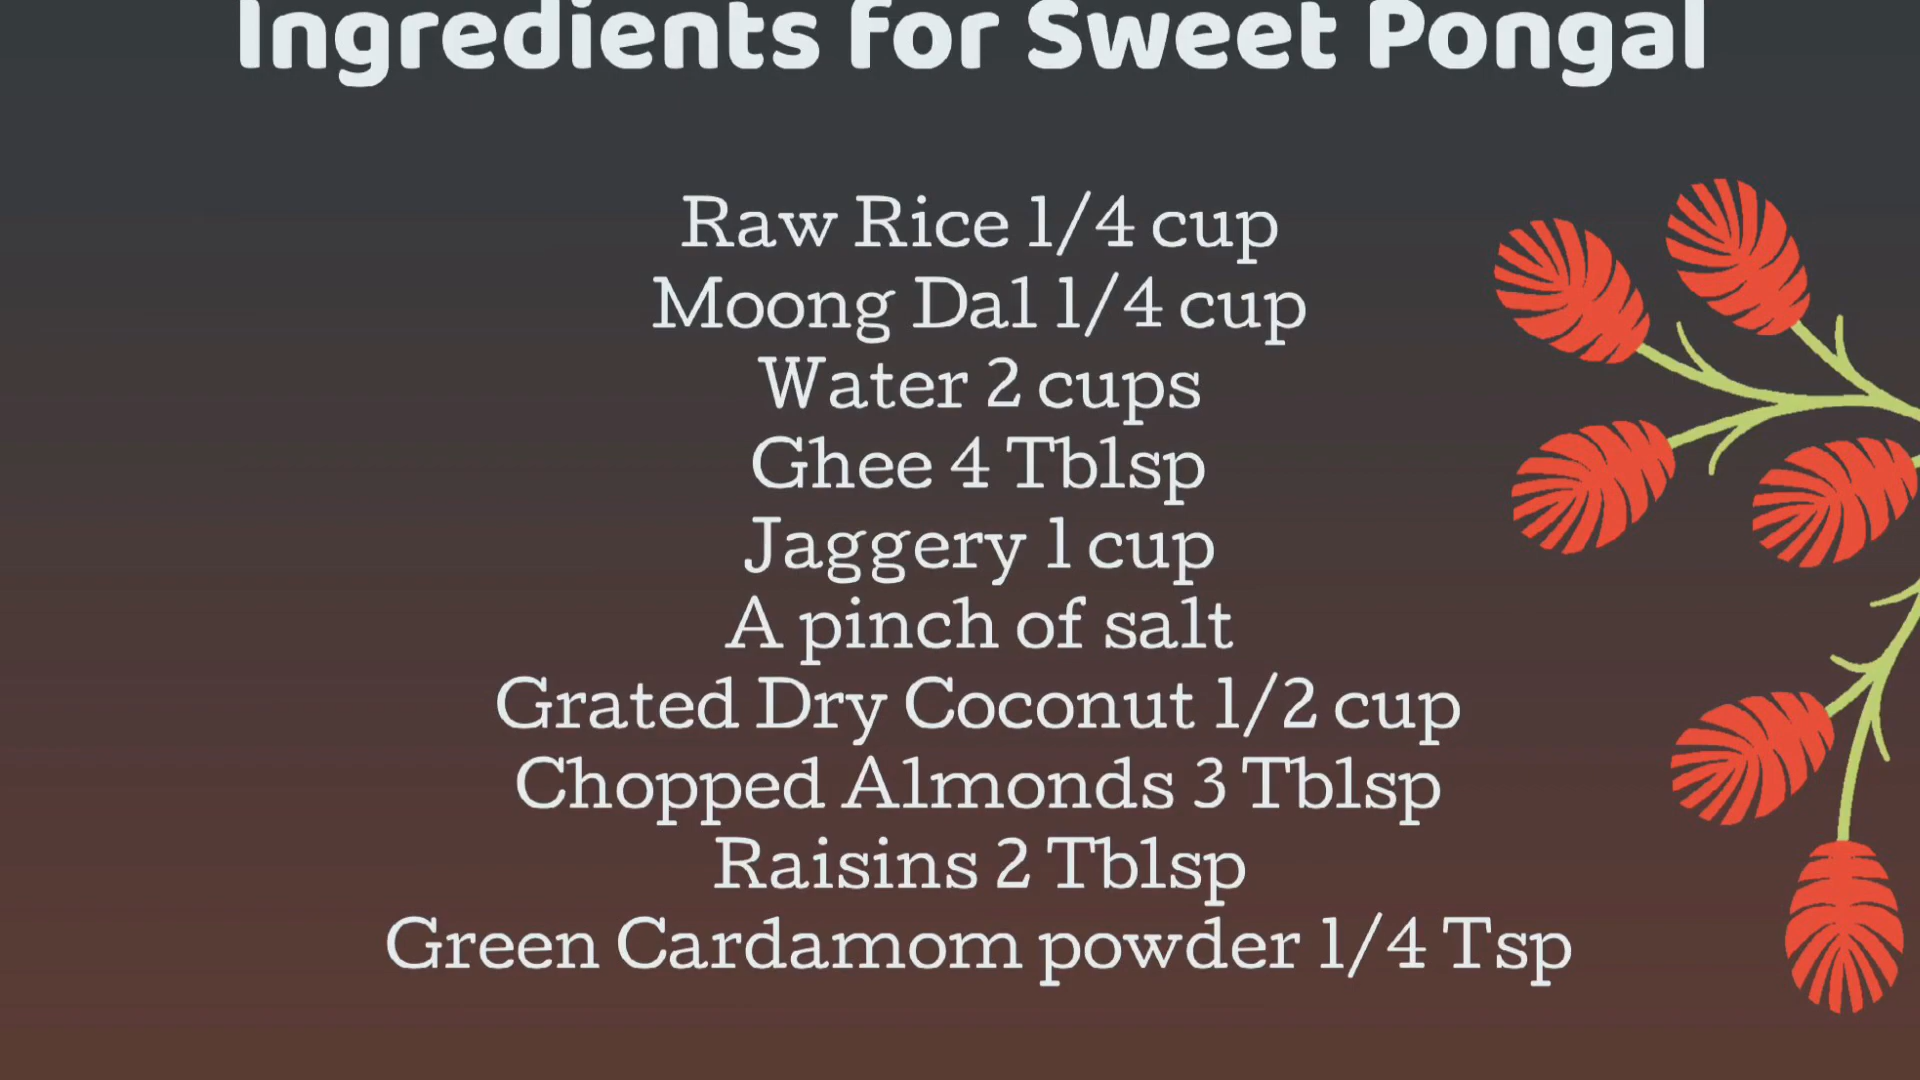 Ingredients for Sweet Pongal
Raw Rice 1/4 cup
Moong Dal 1/4 cup
Water 2 cups
Ghee 4 Tblsp
Jaggery 1 cup
A pinch of salt
Grated Dry Coconut 1/2 cup
Chopped Almonds 3 Tblsp
Raisins 2 Tblsp
Green Cardamom powder 1/4 Tsp